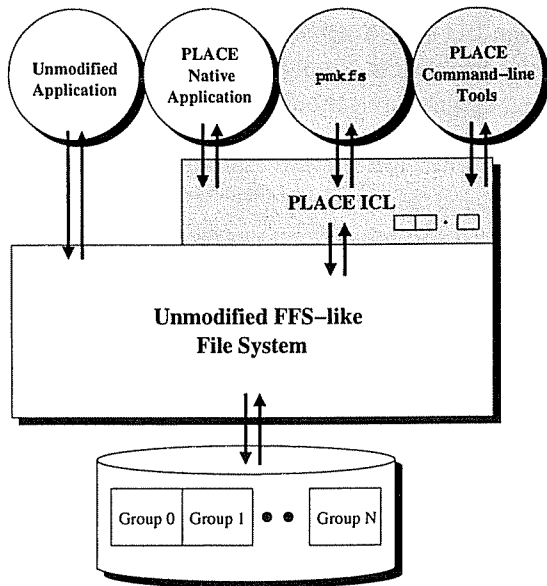 Unmodified
Application
PLACE
Native
Application
pmkfs
PLACE
Command-line
Tools
PLACE ICL
Unmodified FFS-like
File System
Group 0
Group 1
Group N